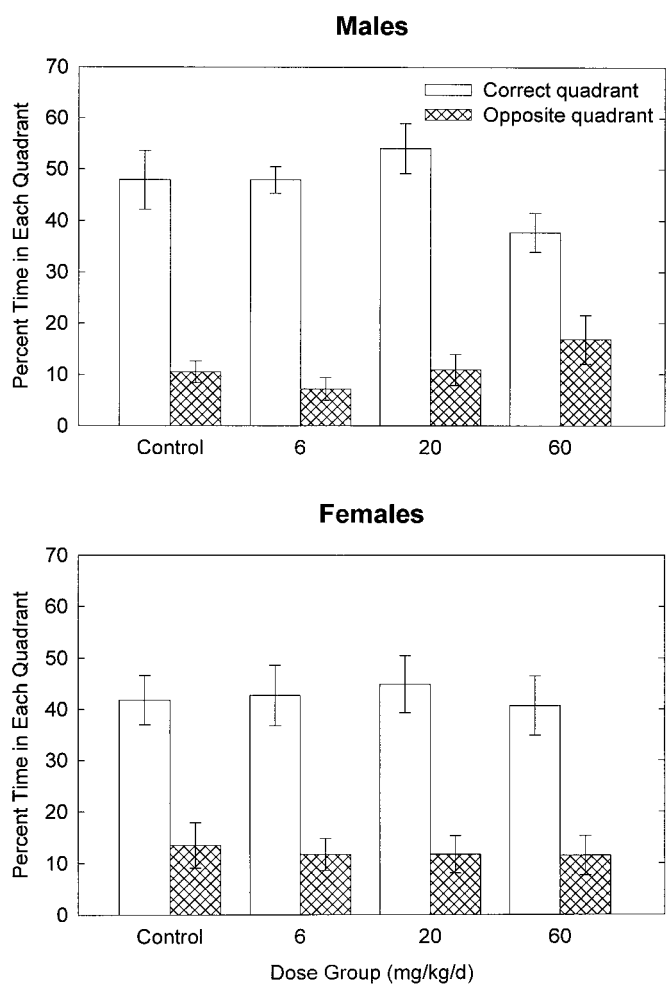 Males
Percent Time in Each Quadrant
70
60
50
40
30
20
10
0
Correct quadrant
Opposite quadrant
Control 6 20 60
Females
Percent Time in Each Quadrant
70
60
50
40
30
20
10
0
Control 6 20 60
Dose Group (mg/kg/d)